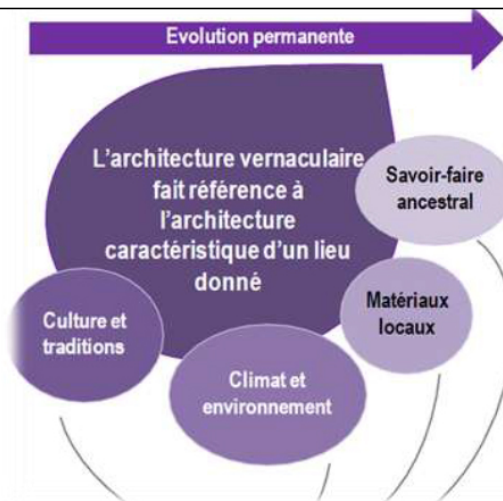 Evolution permanente
L'architecture vernaculaire
fait référence à
l'architecture
caractéristique d'un lieu
donné
Savoir-faire
ancestral
Matériaux
locaux
Culture et
traditions
Climat et
environnement